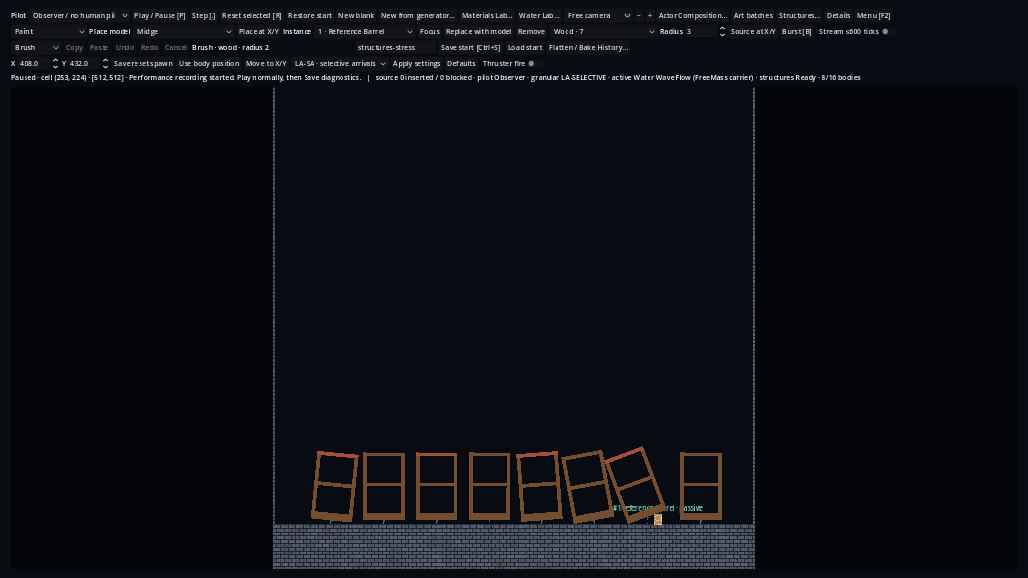 Pilot Observer / no human pil Play / Pause [P] Step [.] Reset selected [R] Restore start New blank New from generator... Materials Lab... Water Lab... Free camera − + Actor Composition... Art batches Structures... Details Menu [F2]
Paint Place model Midge Place at X/Y Instance 1 · Reference Barrel Focus Replace with model Remove Wood · 7 Radius 3 Source at X/Y Burst [B] Stream ≤600 ticks
Brush Copy Paste Undo Redo Cancel Brush · wood · radius 2 structures-stress Save start [Ctrl+S] Load start Flatten / Bake History...
X 408.0 Y 432.0 Save reset spawn Use body position Move to X/Y LA-SA · selective arrivals Apply settings Defaults Thruster fire
Paused · cell (253, 224) · [512,512] · Performance recording started. Play normally, then Save diagnostics. | source 0 inserted / 0 blocked · pilot Observer · granular LA-SELECTIVE · active Water WaveFlow (FreeMass carrier) · structures Ready · 8/16 bodies